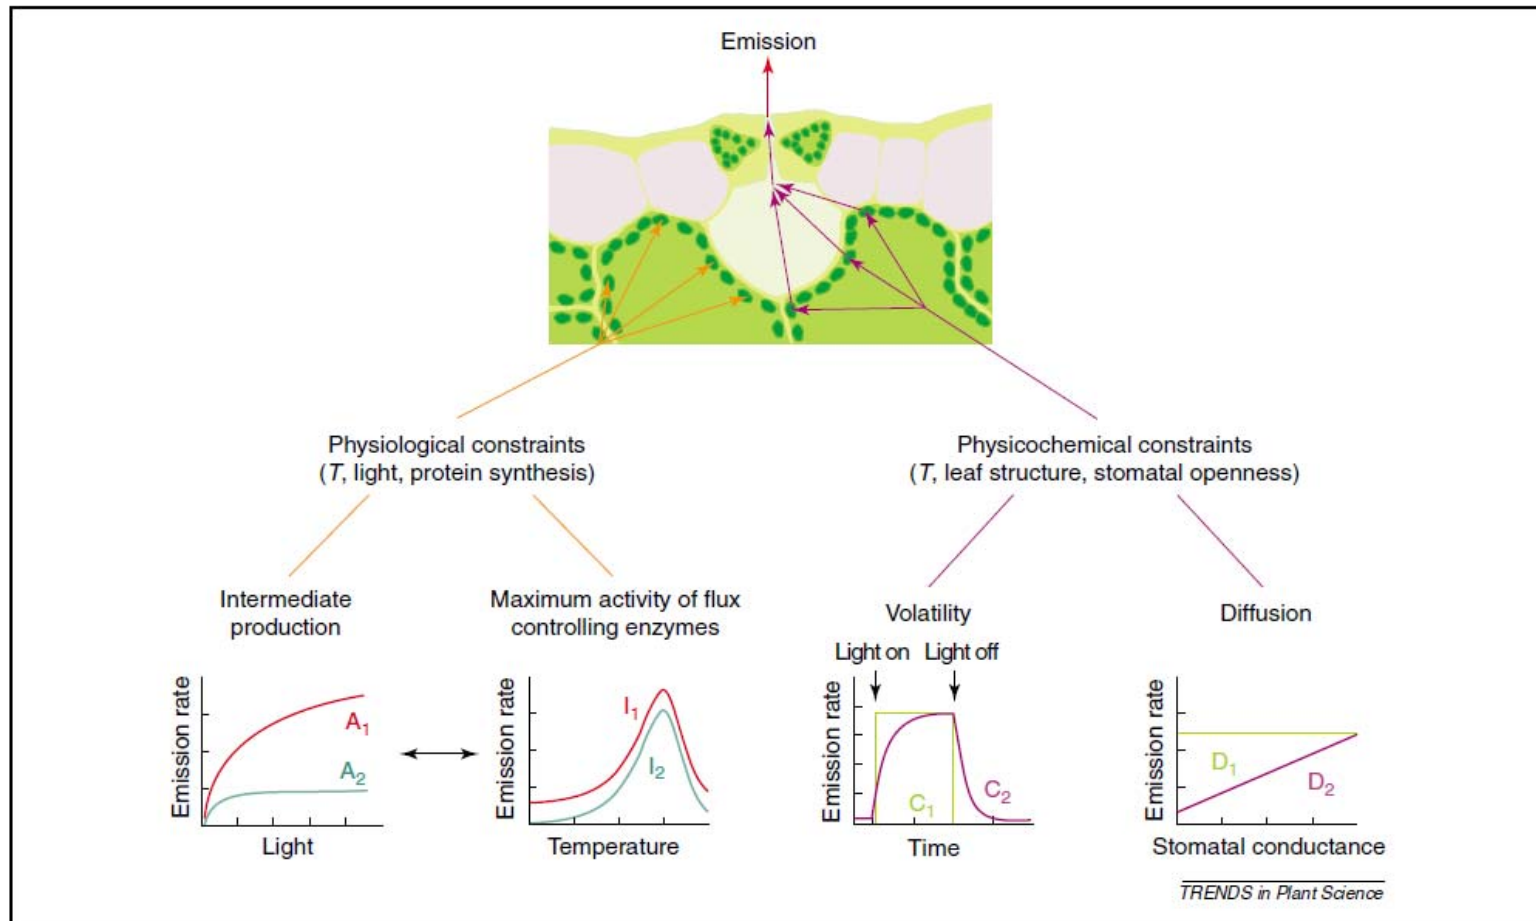 Emission
Physiological constraints
(T, light, protein synthesis)
Physicochemical constraints
(T, leaf structure, stomatal openness)
Intermediate
production
Maximum activity of flux
controlling enzymes
Volatility
Diffusion
Light on
Light off
Emission rate
A1
A2
Light
Emission rate
I1
I2
Temperature
Emission rate
C1
C2
Time
Emission rate
D1
D2
Stomatal conductance
TRENDS in Plant Science